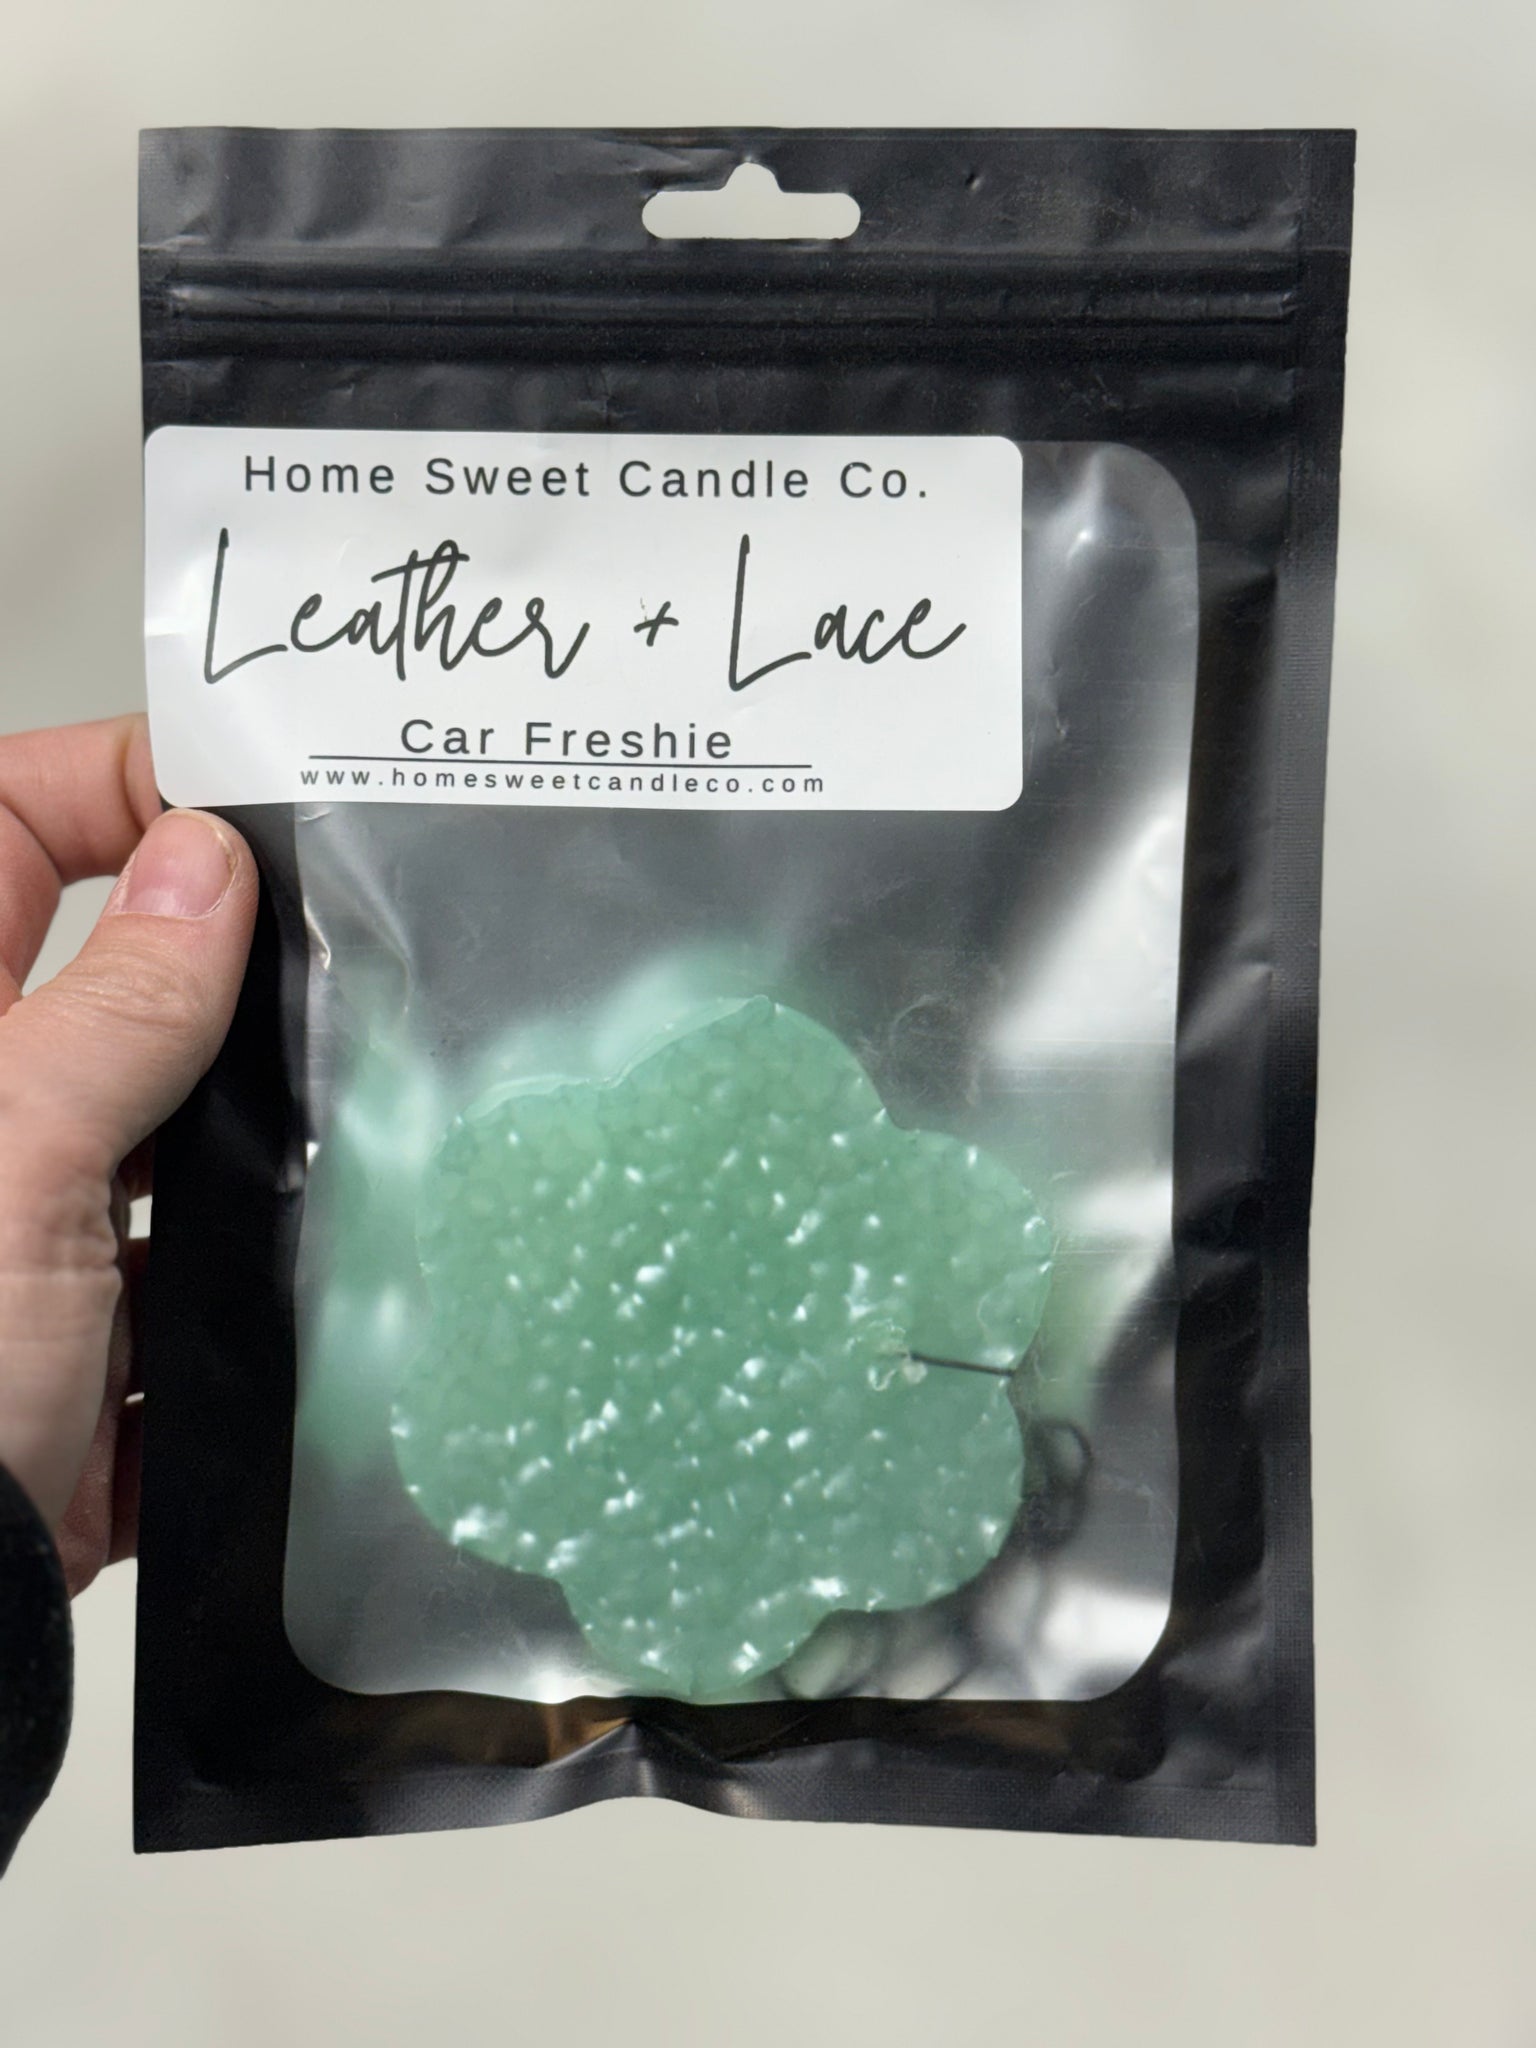 Home Sweet Candle Co.
Leather + Lace
Car Freshie
www.homesweetcandleco.com